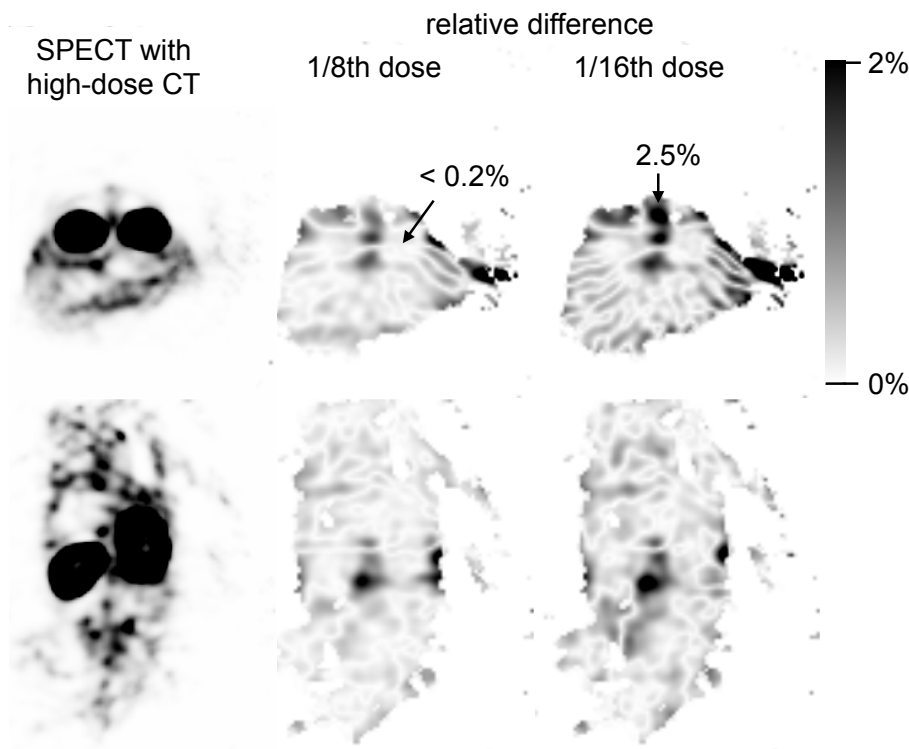 relative difference
SPECT with
high-dose CT
1/8th dose
1/16th dose
2%
2.5%
< 0.2%
0%